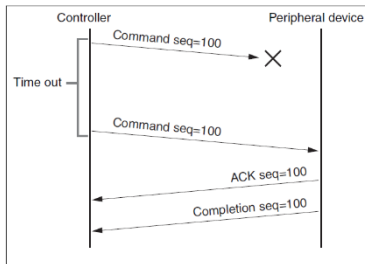 Controller
Peripheral device
Command seq=100
Time out
Command seq=100
ACK seq=100
Completion seq=100